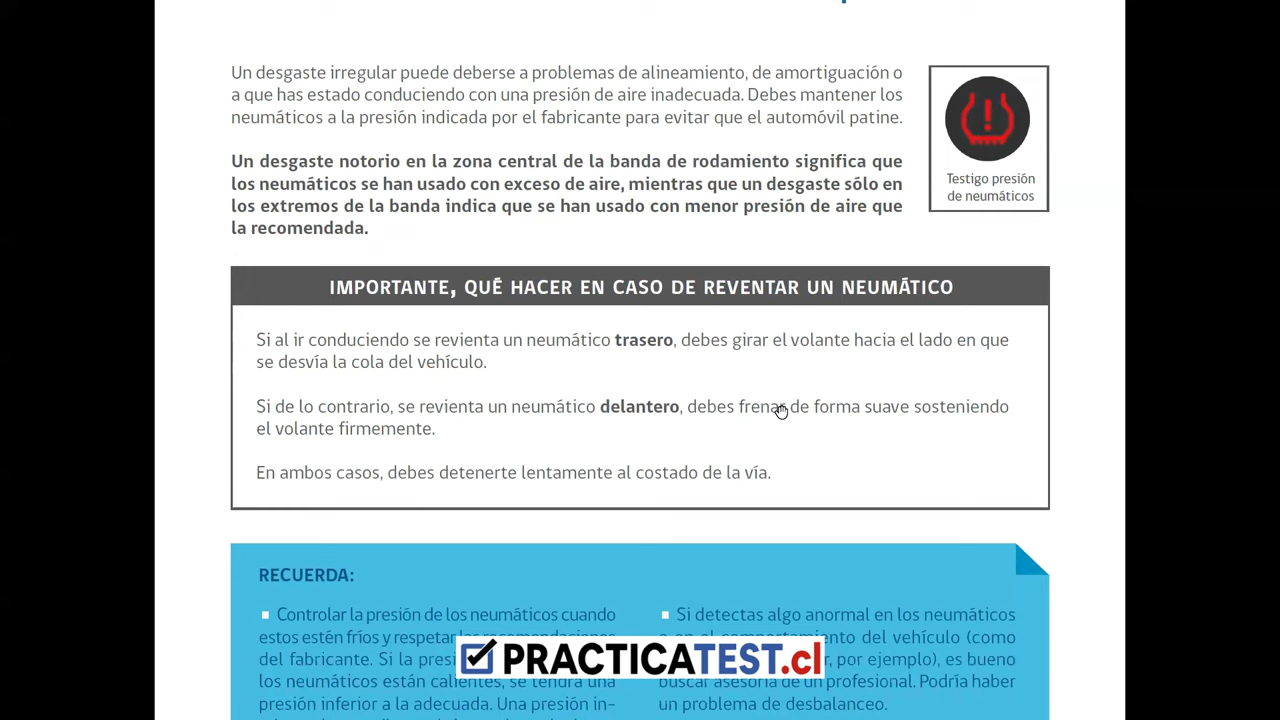 Un desgaste irregular puede deberse a problemas de alineamiento, de amortiguación o
a que has estado conduciendo con una presión de aire inadecuada. Debes mantener los
neumáticos a la presión indicada por el fabricante para evitar que el automóvil patine.
Un desgaste notorio en la zona central de la banda de rodamiento significa que
los neumáticos se han usado con exceso de aire, mientras que un desgaste sólo en
los extremos de la banda indica que se han usado con menor presión de aire que
la recomendada.
Testigo presión
de neumáticos
IMPORTANTE, QUÉ HACER EN CASO DE REVENTAR UN NEUMÁTICO
Si al ir conduciendo se revienta un neumático trasero, debes girar el volante hacia el lado en que
se desvía la cola del vehículo.
Si de lo contrario, se revienta un neumático delantero, debes frenar de forma suave sosteniendo
el volante firmemente.
En ambos casos, debes detenerte lentamente al costado de la vía.
RECUERDA:
Controlar la presión de los neumáticos cuando
estos estén fríos y respetar las recomendaciones
del fabricante. Si la
los neumáticos están calientes, se tendrá una
presión inferior a la adecuada. Una presión in-
Si detectas algo anormal en los neumáticos
o en el comportamiento del vehículo (como
por ejemplo), es bueno
buscar asesoría de un profesional. Podría haber
un problema de desbalanceo.
PRACTICATEST.cl